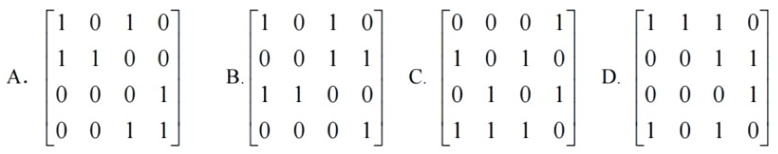 A. 1 0 1 0 B. 1 0 1 0 C. 0 0 0 1 D. 1 1 1 0
1 1 0 0 0 0 1 1 1 0 1 0 0 0 1 1
0 0 0 1 1 1 0 0 0 1 0 1 0 0 0 1
0 0 1 1 0 0 0 1 1 1 1 0 1 0 1 0